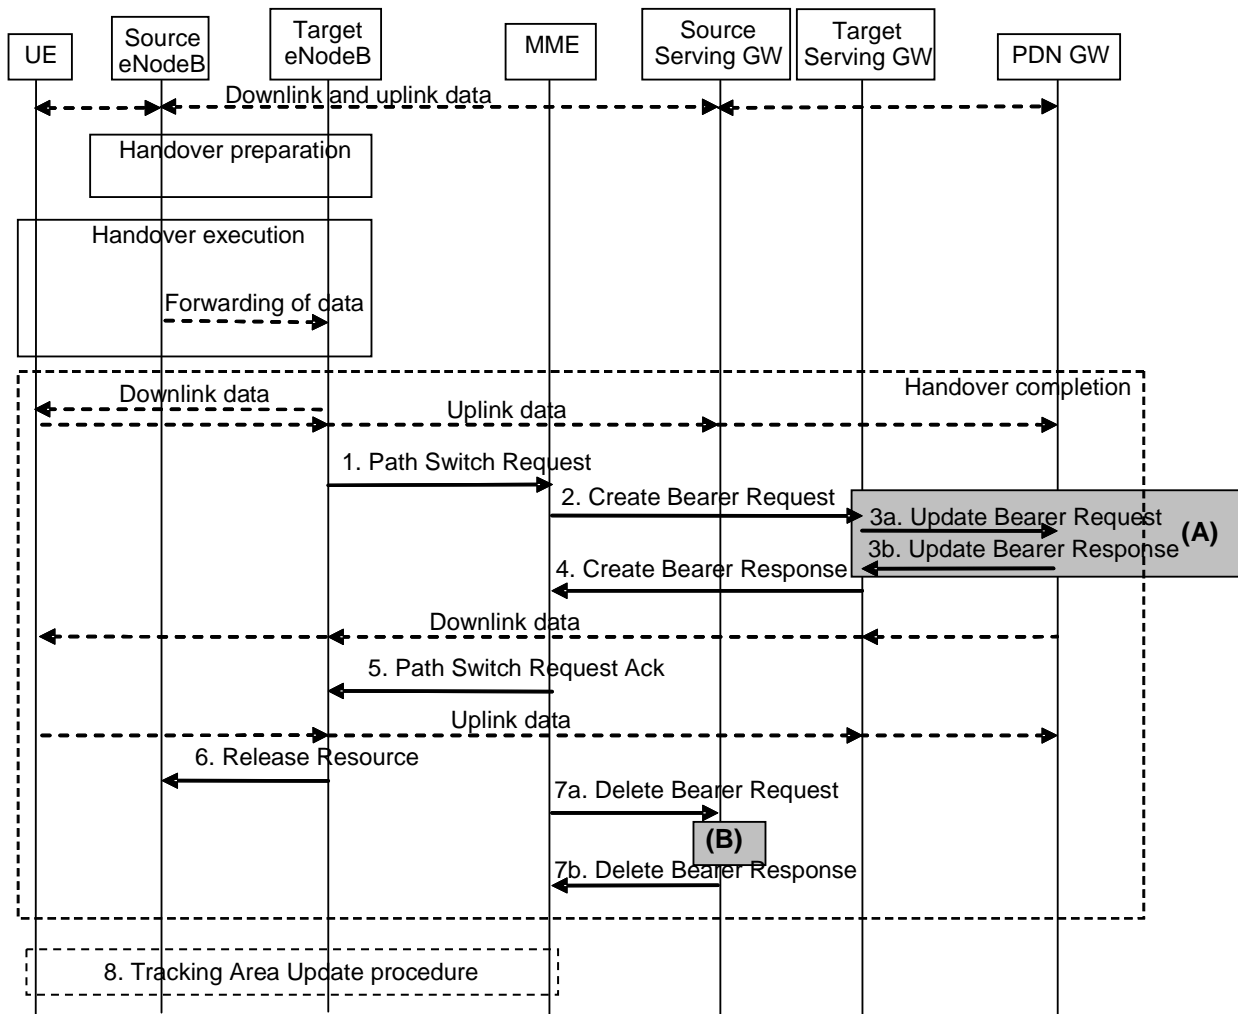 UE
Source
eNodeB
Target
eNodeB
MME
Source
Serving GW
Target
Serving GW
PDN GW
Downlink and uplink data
Handover preparation
Handover execution
Forwarding of data
Handover completion
Downlink data
Uplink data
1. Path Switch Request
2. Create Bearer Request
3a. Update Bearer Request
(A)
3b. Update Bearer Response
4. Create Bearer Response
Downlink data
5. Path Switch Request Ack
Uplink data
6. Release Resource
7a. Delete Bearer Request
(B)
7b. Delete Bearer Response
8. Tracking Area Update procedure